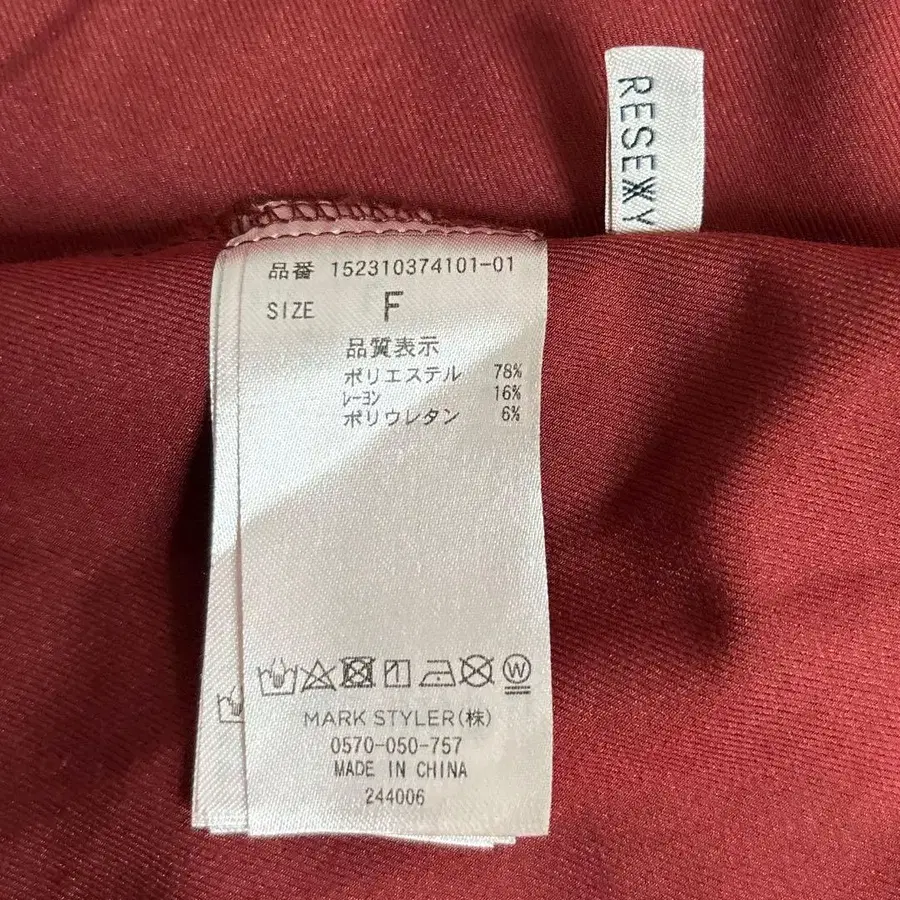 RESEXXY
品番 152310374101-01
SIZE F
品質表示
ポリエステル 78%
レーヨン 16%
ポリウレタン 6%
W
MARK STYLER(株)
0570-050-757
MADE IN CHINA
244006